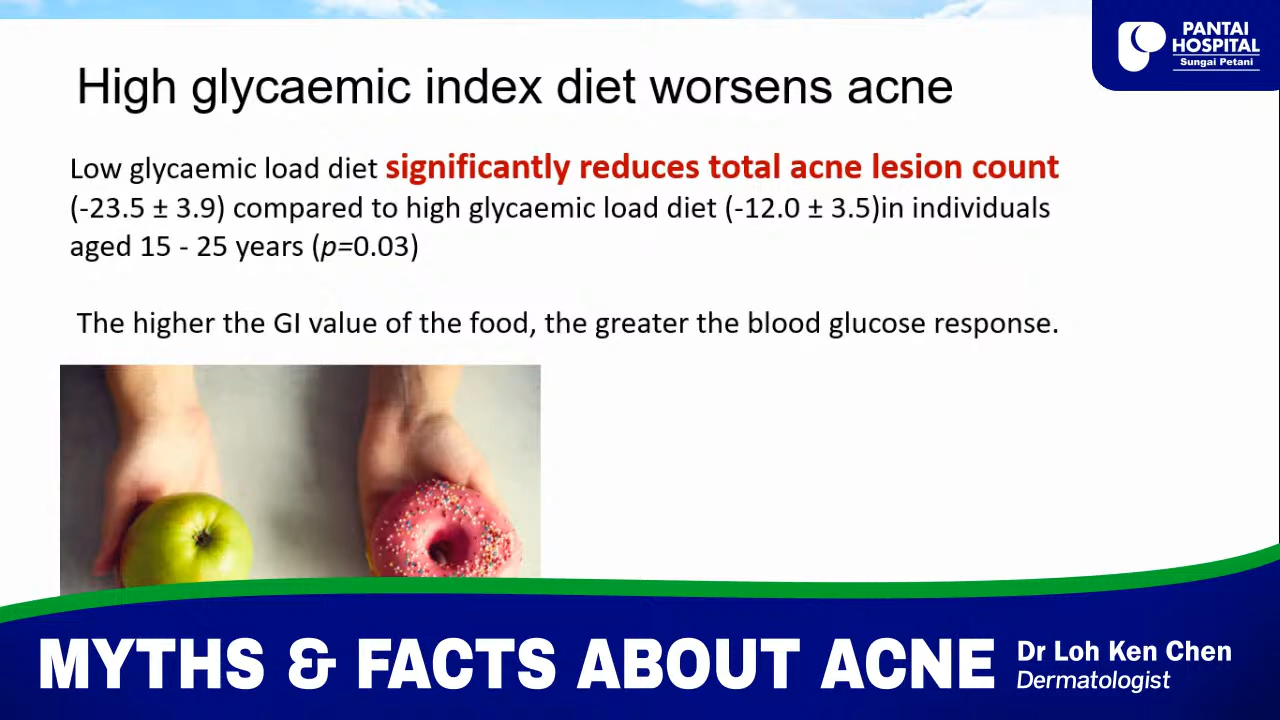 PANTAI
HOSPITAL
Sungai Petani
High glycaemic index diet worsens acne
Low glycaemic load diet significantly reduces total acne lesion count
(-23.5 ± 3.9) compared to high glycaemic load diet (-12.0 ± 3.5)in individuals
aged 15 - 25 years (p=0.03)
The higher the GI value of the food, the greater the blood glucose response.
MYTHS & FACTS ABOUT ACNE
Dr Loh Ken Chen
Dermatologist